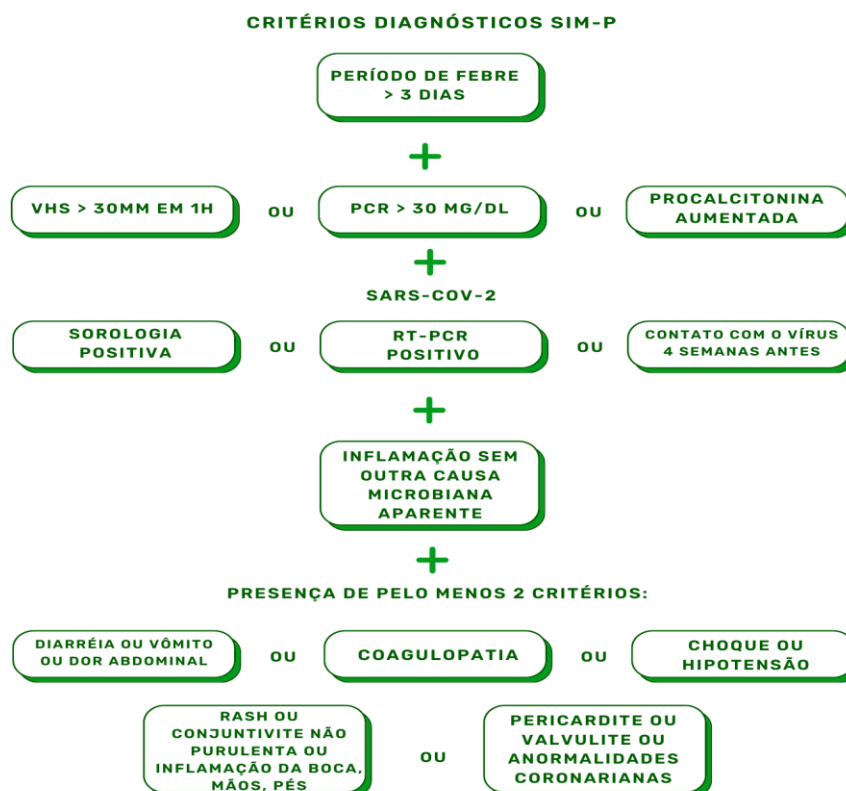 CRITÉRIOS DIAGNÓSTICOS SIM-P
PERÍODO DE FEBRE
> 3 DIAS
+
VHS > 30MM EM 1H OU PCR > 30 MG/DL OU PROCALCITONINA
AUMENTADA
+
SARS-COV-2
SOROLOGIA
POSITIVA
OU
RT-PCR
POSITIVO
OU
CONTATO COM O VÍRUS
4 SEMANAS ANTES
+
INFLAMAÇÃO SEM
OUTRA CAUSA
MICROBIANA
APARENTE
+
PRESENÇA DE PELO MENOS 2 CRITÉRIOS:
DIARRÉIA OU VÔMITO
OU DOR ABDOMINAL
OU
COAGULOPATIA
OU
CHOQUE OU
HIPOTENSÃO
RASH OU
CONJUNTIVITE NÃO
PURULENTA OU
INFLAMAÇÃO DA BOCA,
MÃOS, PÉS
OU
PERICARDITE OU
VALVULITE OU
ANORMALIDADES
CORONARIANAS